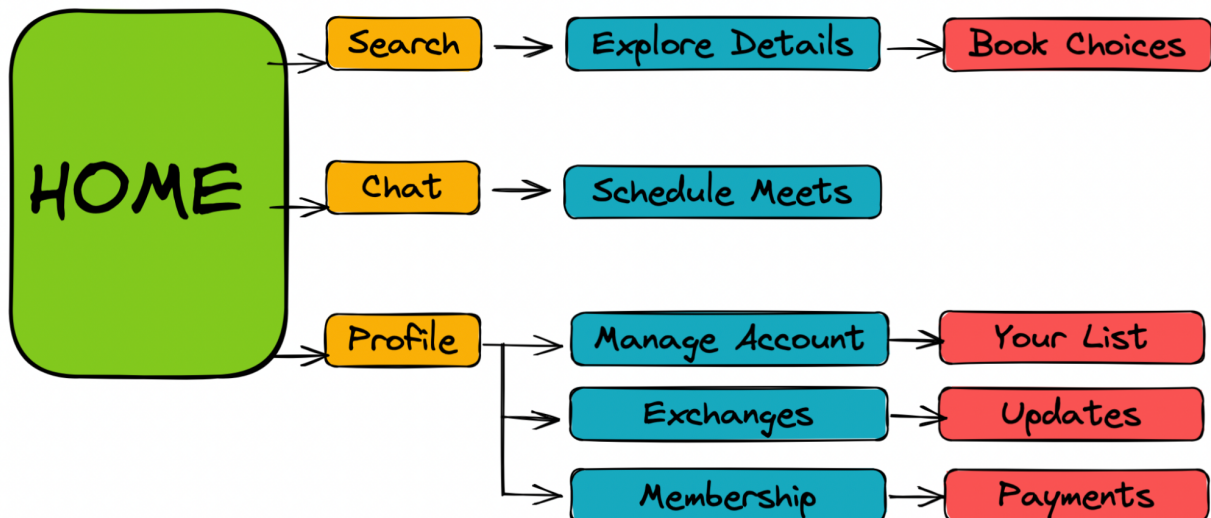 HOME
Search
Explore Details
Book Choices
Chat
Schedule Meets
Profile
Manage Account
Your List
Exchanges
Updates
Membership
Payments